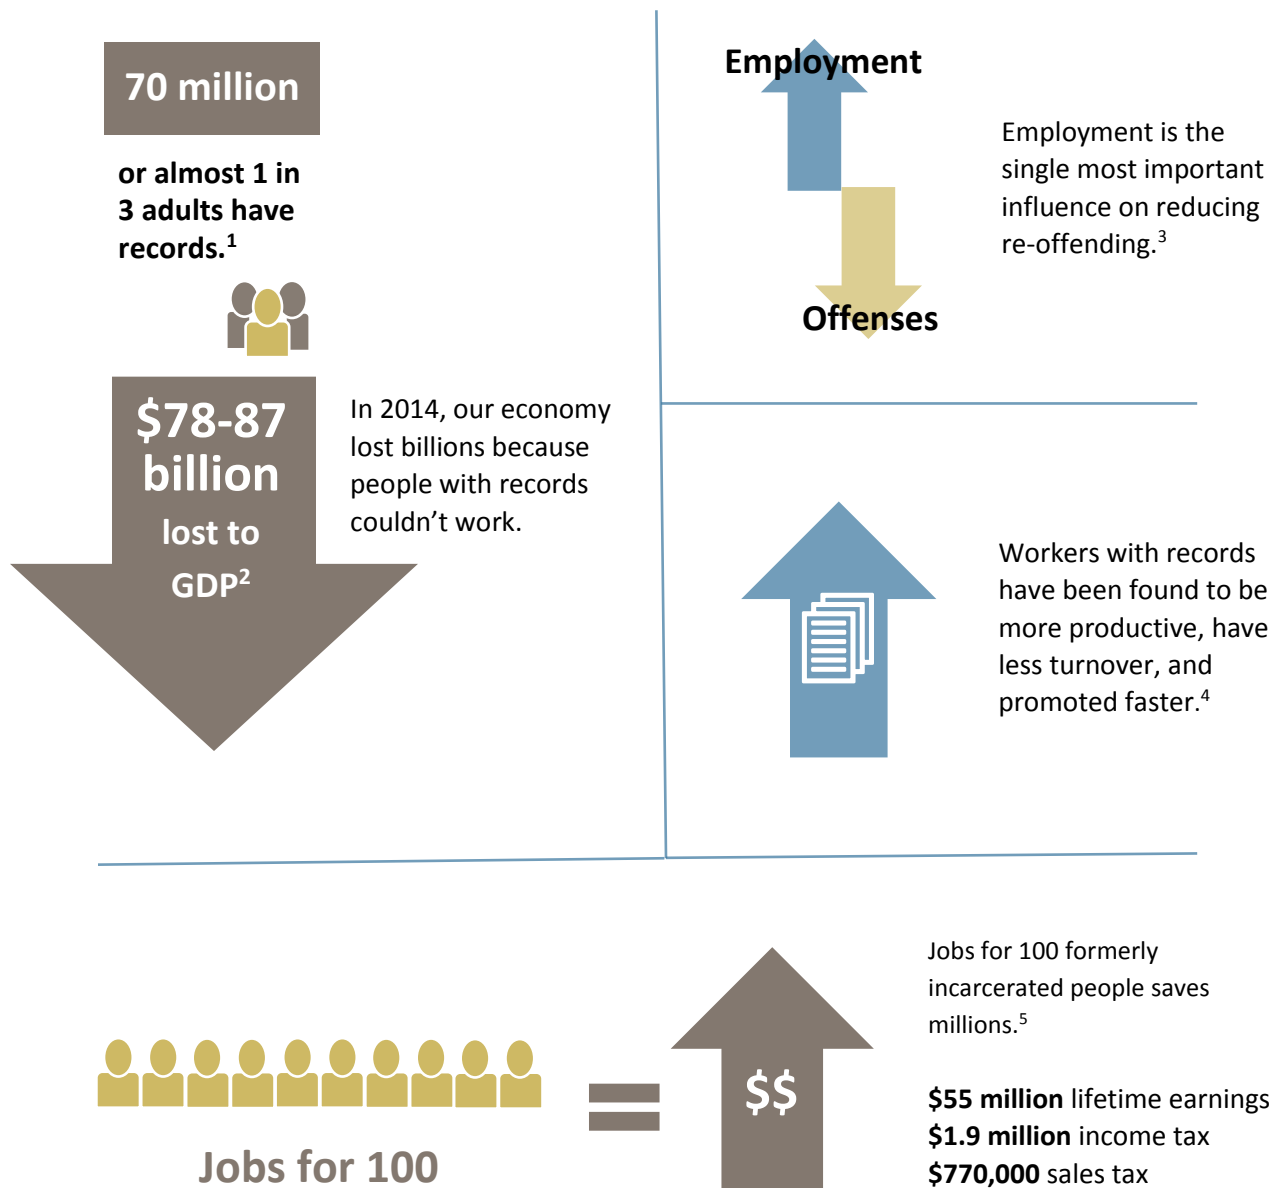 70 million
or almost 1 in
3 adults have
records.1
$78-87
billion
lost to
GDP2
In 2014, our economy
lost billions because
people with records
couldn’t work.
Employment
Offenses
Employment is the
single most important
influence on reducing
re-offending.3
Workers with records
have been found to be
more productive, have
less turnover, and
promoted faster.4
Jobs for 100
$$
Jobs for 100 formerly
incarcerated people saves
millions.5
$55 million lifetime earnings
$1.9 million income tax
$770,000 sales tax